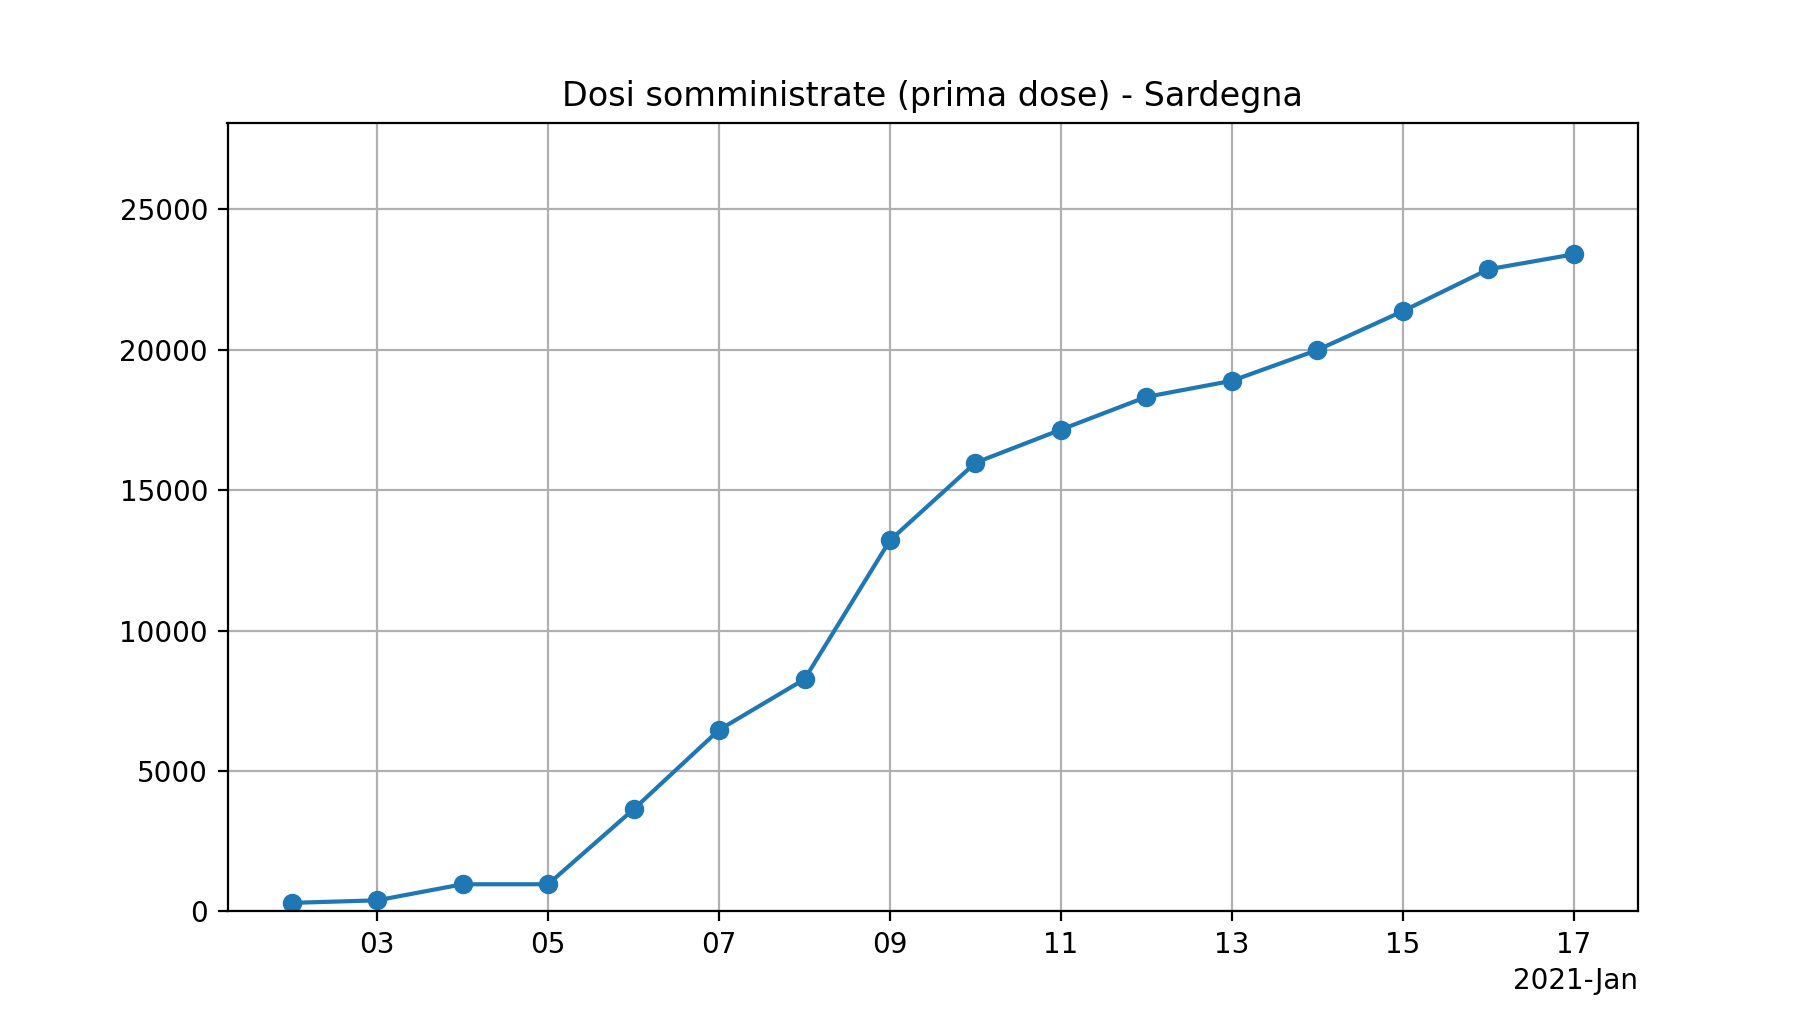 Dosi somministrate (prima dose) - Sardegna
25000
20000
15000
10000
5000
0
03 05 07 09 11 13 15 17
2021-Jan